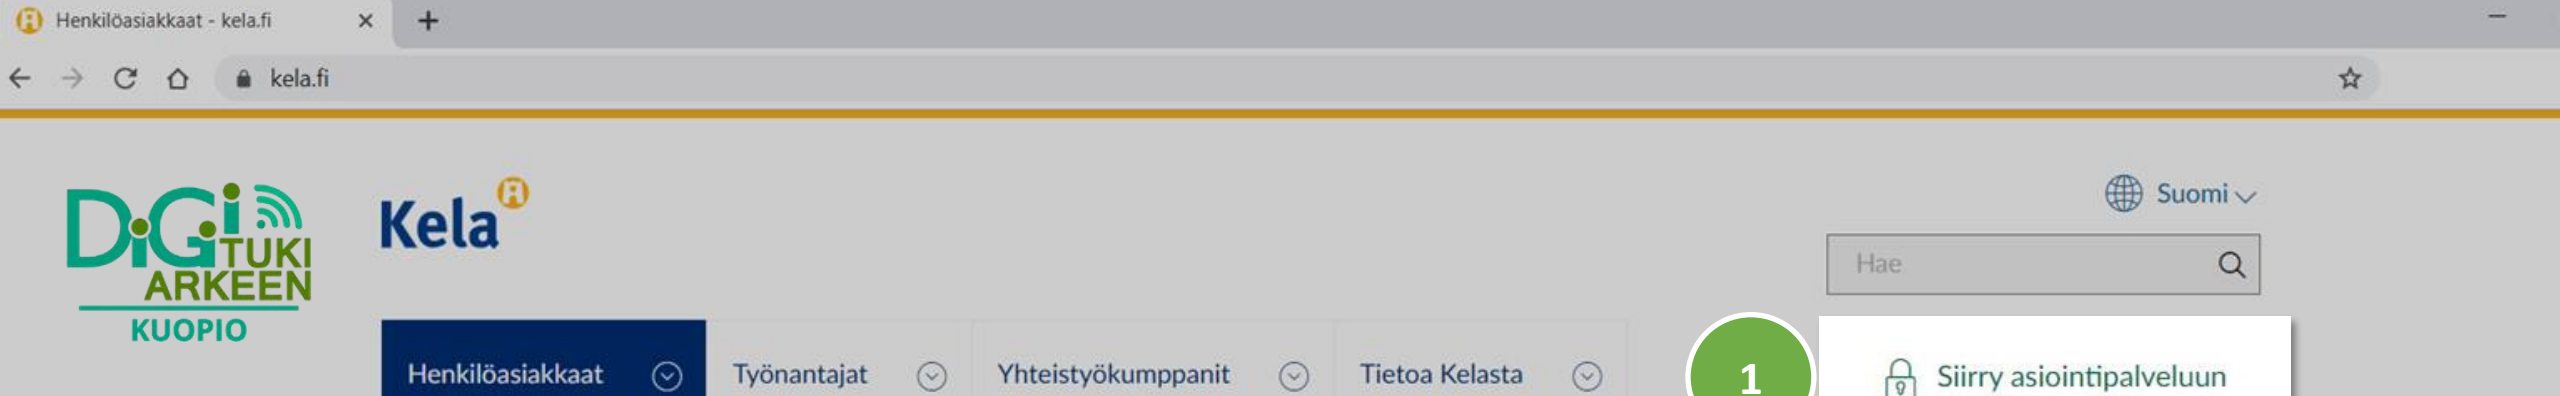 Henkilöasiakkaat - kela.fi
kela.fi
DiGi
TUKI
ARKEEN
KUOPIO
Kela
Suomi
Hae
Henkilöasiakkaat
Työnantajat
Yhteistyökumppanit
Tietoa Kelasta
1
Siirry asiointipalveluun